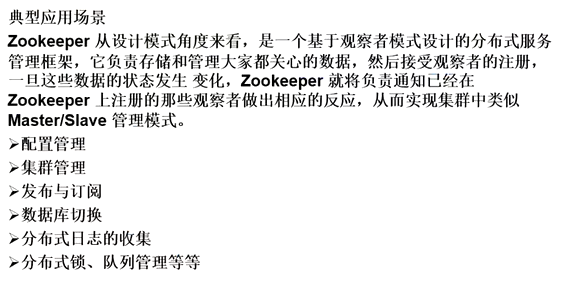 典型应用场景
Zookeeper 从设计模式角度来看，是一个基于观察者模式设计的分布式服务
管理框架，它负责存储和管理大家都关心的数据，然后接受观察者的注册，
一旦这些数据的状态发生 变化，Zookeeper 就将负责通知已经在
Zookeeper 上注册的那些观察者做出相应的反应，从而实现集群中类似
Master/Slave 管理模式。
➢配置管理
➢集群管理
➢发布与订阅
➢数据库切换
➢分布式日志的收集
➢分布式锁、队列管理等等